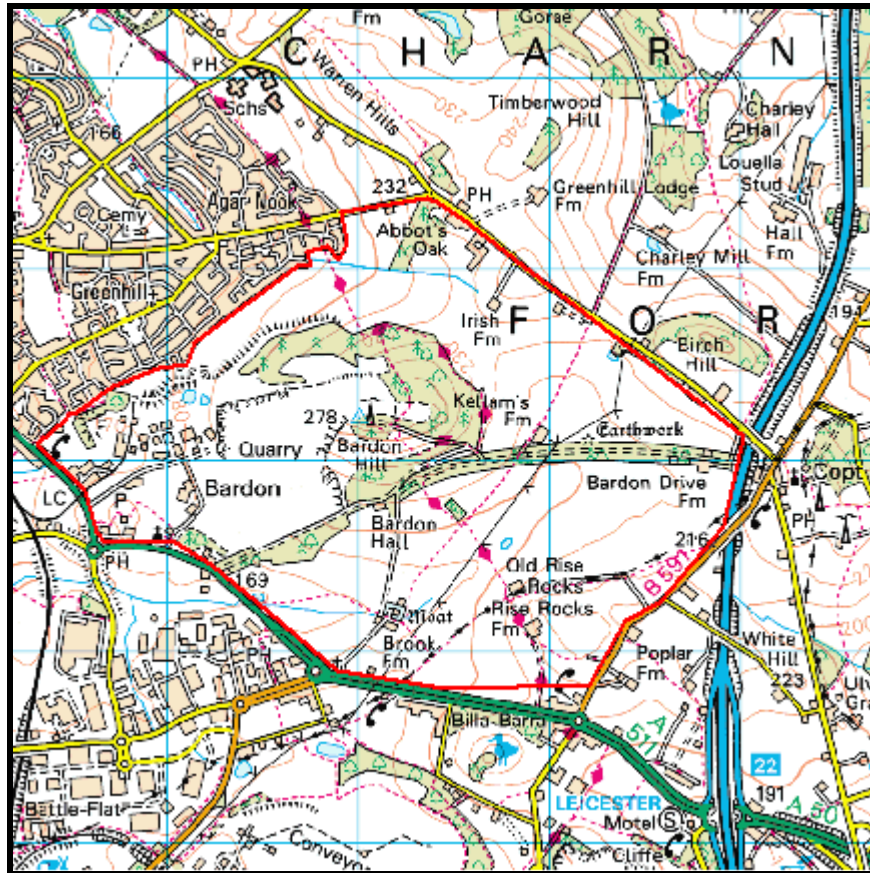 Fm
Gorse
C H A R N
PH
Warren Hills
Schs
Timberwood
Hill
Charley
Hall
166
Louella
Stud
232
PH
Greenhill Lodge
Fm
Agar Nook
Cemy
Abbot's
Oak
Hall
Fm
Charley Mill
Fm
Greenhill
F O R
Irish
Fm
194
Birch
Hill
Kellam's
Fm
278
Earthwork
Quarry
Bardon
Hill
Bardon
Bardon Drive
Fm
Copt
LC
P
PH
Bardon
Hall
216
PH
Old Rise
Rocks
B 591
169
Moat
Rise Rocks
Fm
Brook
Fm
White
Hill
223
PH
Poplar
Fm
Billa Barra
A
511
22
191
LEICESTER
A 50
Motel
S
Battle Flat
Conveyo
Cliffe